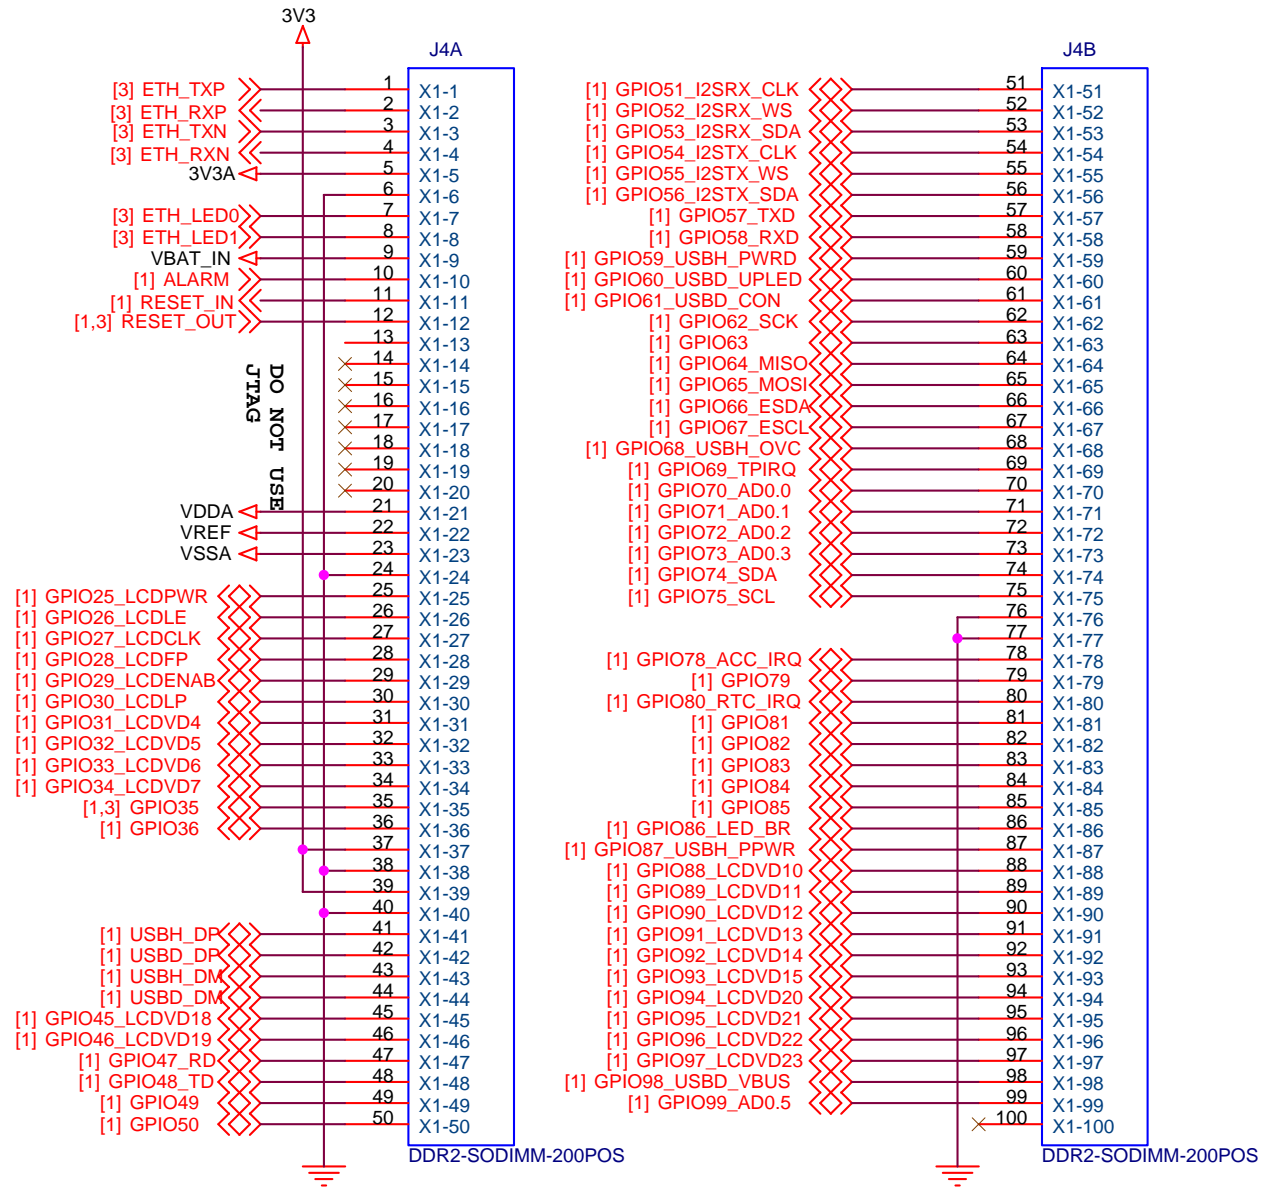 3V3
J4A
[3] ETH_TXP 1 X1-1
[3] ETH_RXP 2 X1-2
[3] ETH_TXN 3 X1-3
[3] ETH_RXN 4 X1-4
3V3A 5 X1-5
6 X1-6
[3] ETH_LED0 7 X1-7
[3] ETH_LED1 8 X1-8
VBAT_IN 9 X1-9
[1] ALARM 10 X1-10
[1] RESET_IN 11 X1-11
[1,3] RESET_OUT 12 X1-12
13 X1-13
14 X1-14
15 X1-15
16 X1-16
17 X1-17
18 X1-18
19 X1-19
20 X1-20
DO NOT USE
JTAG
VDDA 21 X1-21
VREF 22 X1-22
VSSA 23 X1-23
24 X1-24
[1] GPIO25_LCDPWR 25 X1-25
[1] GPIO26_LCDLE 26 X1-26
[1] GPIO27_LCDCLK 27 X1-27
[1] GPIO28_LCDFP 28 X1-28
[1] GPIO29_LCDENAB 29 X1-29
[1] GPIO30_LCDLP 30 X1-30
[1] GPIO31_LCDVD4 31 X1-31
[1] GPIO32_LCDVD5 32 X1-32
[1] GPIO33_LCDVD6 33 X1-33
[1] GPIO34_LCDVD7 34 X1-34
[1,3] GPIO35 35 X1-35
[1] GPIO36 36 X1-36
37 X1-37
38 X1-38
39 X1-39
40 X1-40
[1] USBH_DP 41 X1-41
[1] USBD_DP 42 X1-42
[1] USBH_DM 43 X1-43
[1] USBD_DM 44 X1-44
[1] GPIO45_LCDVD18 45 X1-45
[1] GPIO46_LCDVD19 46 X1-46
[1] GPIO47_RD 47 X1-47
[1] GPIO48_TD 48 X1-48
[1] GPIO49 49 X1-49
[1] GPIO50 50 X1-50
DDR2-SODIMM-200POS
J4B
[1] GPIO51_I2SRX_CLK 51 X1-51
[1] GPIO52_I2SRX_WS 52 X1-52
[1] GPIO53_I2SRX_SDA 53 X1-53
[1] GPIO54_I2STX_CLK 54 X1-54
[1] GPIO55_I2STX_WS 55 X1-55
[1] GPIO56_I2STX_SDA 56 X1-56
[1] GPIO57_TXD 57 X1-57
[1] GPIO58_RXD 58 X1-58
[1] GPIO59_USBH_PWRD 59 X1-59
[1] GPIO60_USBD_UPLED 60 X1-60
[1] GPIO61_USBD_CON 61 X1-61
[1] GPIO62_SCK 62 X1-62
[1] GPIO63 63 X1-63
[1] GPIO64_MISO 64 X1-64
[1] GPIO65_MOSI 65 X1-65
[1] GPIO66_ESDA 66 X1-66
[1] GPIO67_ESCL 67 X1-67
[1] GPIO68_USBH_OVC 68 X1-68
[1] GPIO69_TPIRQ 69 X1-69
[1] GPIO70_AD0.0 70 X1-70
[1] GPIO71_AD0.1 71 X1-71
[1] GPIO72_AD0.2 72 X1-72
[1] GPIO73_AD0.3 73 X1-73
[1] GPIO74_SDA 74 X1-74
[1] GPIO75_SCL 75 X1-75
76 X1-76
77 X1-77
[1] GPIO78_ACC_IRQ 78 X1-78
[1] GPIO79 79 X1-79
[1] GPIO80_RTC_IRQ 80 X1-80
[1] GPIO81 81 X1-81
[1] GPIO82 82 X1-82
[1] GPIO83 83 X1-83
[1] GPIO84 84 X1-84
[1] GPIO85 85 X1-85
[1] GPIO86_LED_BR 86 X1-86
[1] GPIO87_USBH_PPWR 87 X1-87
[1] GPIO88_LCDVD10 88 X1-88
[1] GPIO89_LCDVD11 89 X1-89
[1] GPIO90_LCDVD12 90 X1-90
[1] GPIO91_LCDVD13 91 X1-91
[1] GPIO92_LCDVD14 92 X1-92
[1] GPIO93_LCDVD15 93 X1-93
[1] GPIO94_LCDVD20 94 X1-94
[1] GPIO95_LCDVD21 95 X1-95
[1] GPIO96_LCDVD22 96 X1-96
[1] GPIO97_LCDVD23 97 X1-97
[1] GPIO98_USBD_VBUS 98 X1-98
[1] GPIO99_AD0.5 99 X1-99
100 X1-100
DDR2-SODIMM-200POS